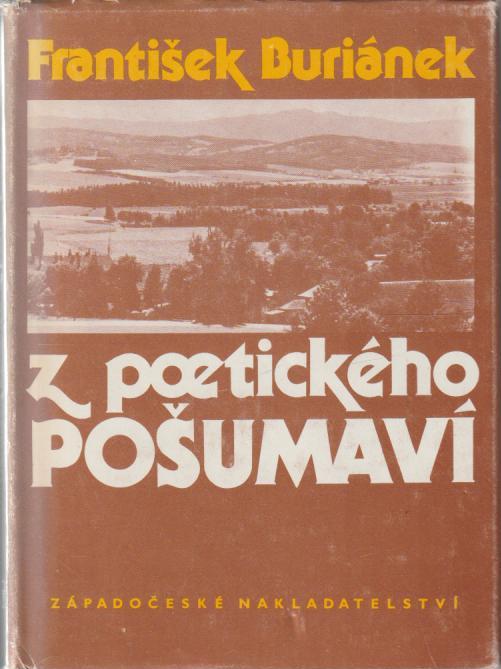 František Buriánek
z poetického
POŠUMAVÍ
ZÁPADOČESKÉ NAKLADATELSTVÍ